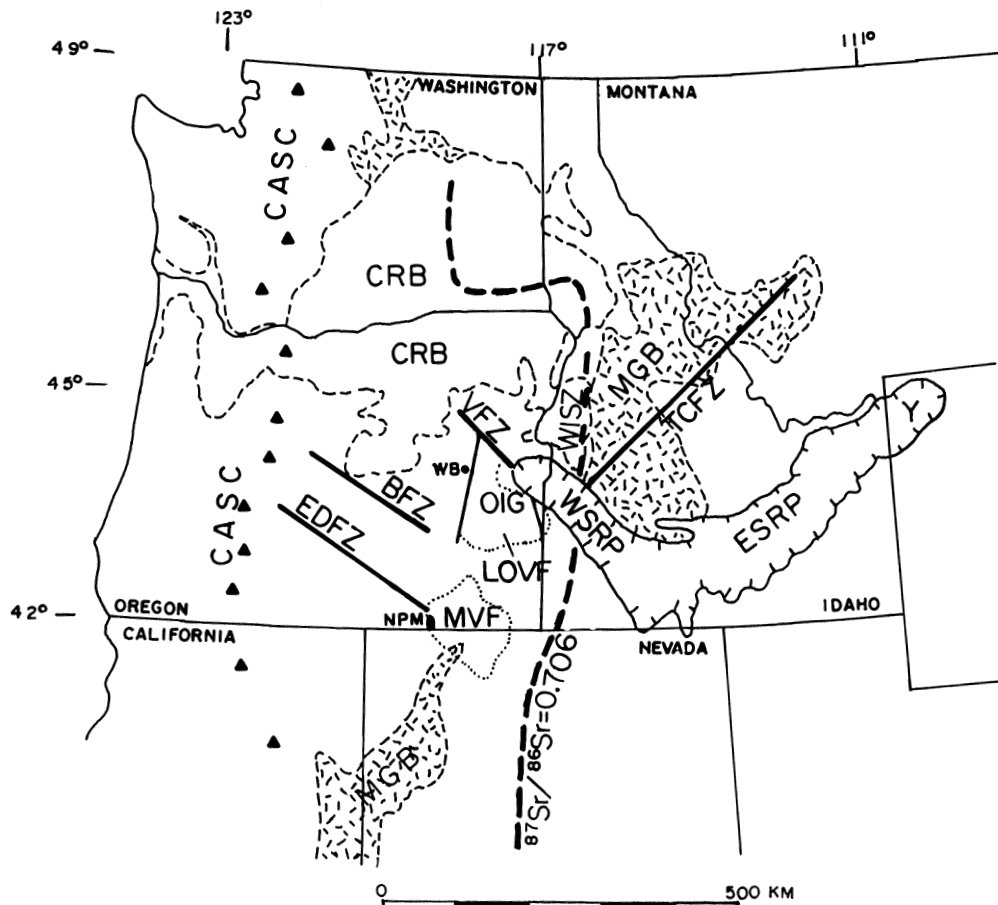 123°
49°
117°
111°
WASHINGTON
MONTANA
CASC
CRB
CRB
45°
MGB
WISZ
TCFZ
VFZ
Y
WB
BFZ
OIG
EDFZ
CASC
WSRP
ESRP
LOVF
42°
OREGON
NPM
MVF
IDAHO
CALIFORNIA
NEVADA
87Sr/86Sr=0.706
MGB
0
500 KM